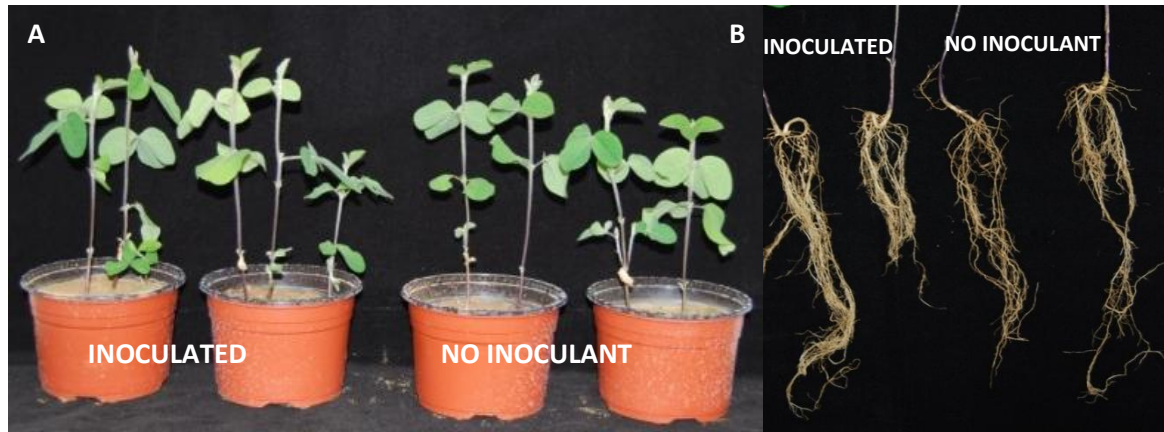 A
INOCULATED
NO INOCULANT
B
INOCULATED
NO INOCULANT